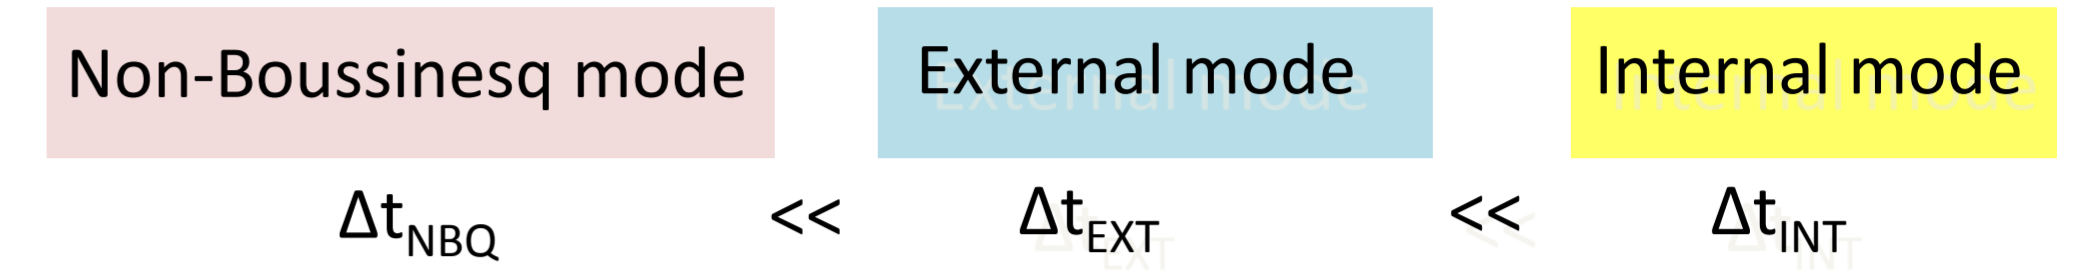 Non-Boussinesq mode External mode Internal mode
Δt_NBQ << Δt_EXT << Δt_INT